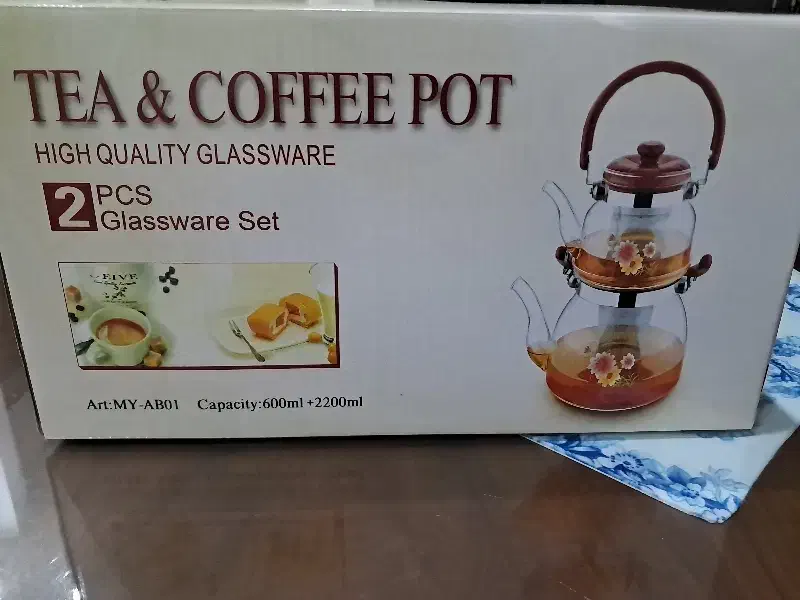 TEA & COFFEE POT
HIGH QUALITY GLASSWARE
2 PCS
Glassware Set
Art:MY-AB01 Capacity:600ml+2200ml